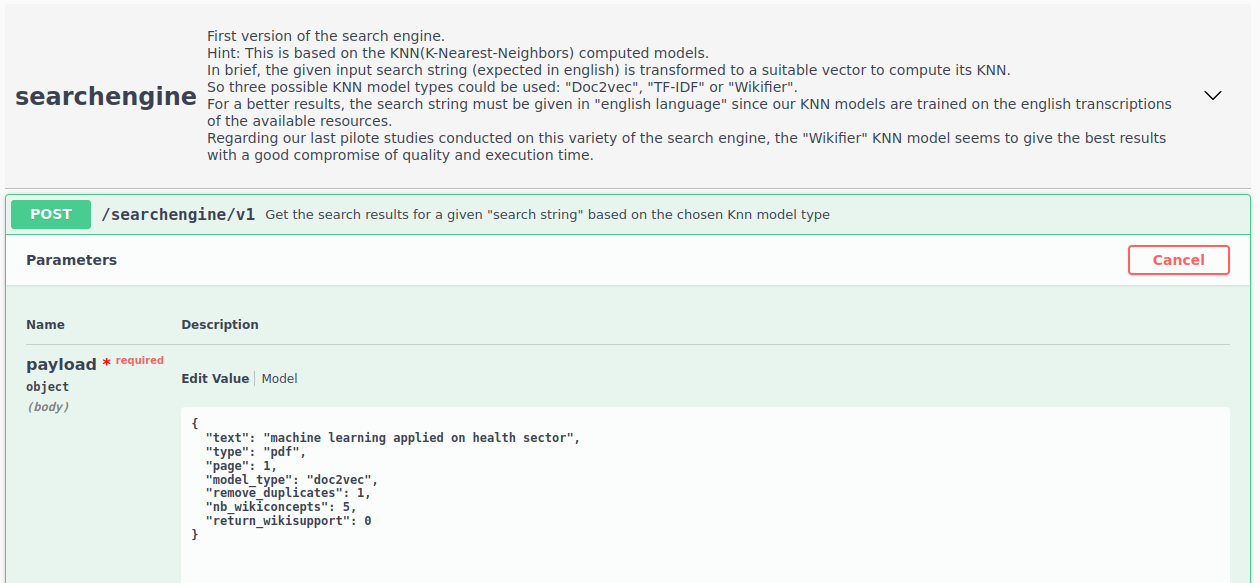 searchengine
First version of the search engine.
Hint: This is based on the KNN(K-Nearest-Neighbors) computed models.
In brief, the given input search string (expected in english) is transformed to a suitable vector to compute its KNN.
So three possible KNN model types could be used: "Doc2vec", "TF-IDF" or "Wikifier".
For a better results, the search string must be given in "english language" since our KNN models are trained on the english transcriptions
of the available resources.
Regarding our last pilote studies conducted on this variety of the search engine, the "Wikifier" KNN model seems to give the best results
with a good compromise of quality and execution time.
POST /searchengine/v1 Get the search results for a given "search string" based on the chosen Knn model type
Parameters Cancel
Name Description
payload * required
object
(body)
Edit Value Model
{
  "text": "machine learning applied on health sector",
  "type": "pdf",
  "page": 1,
  "model_type": "doc2vec",
  "remove_duplicates": 1,
  "nb_wikiconcepts": 5,
  "return_wikisupport": 0
}